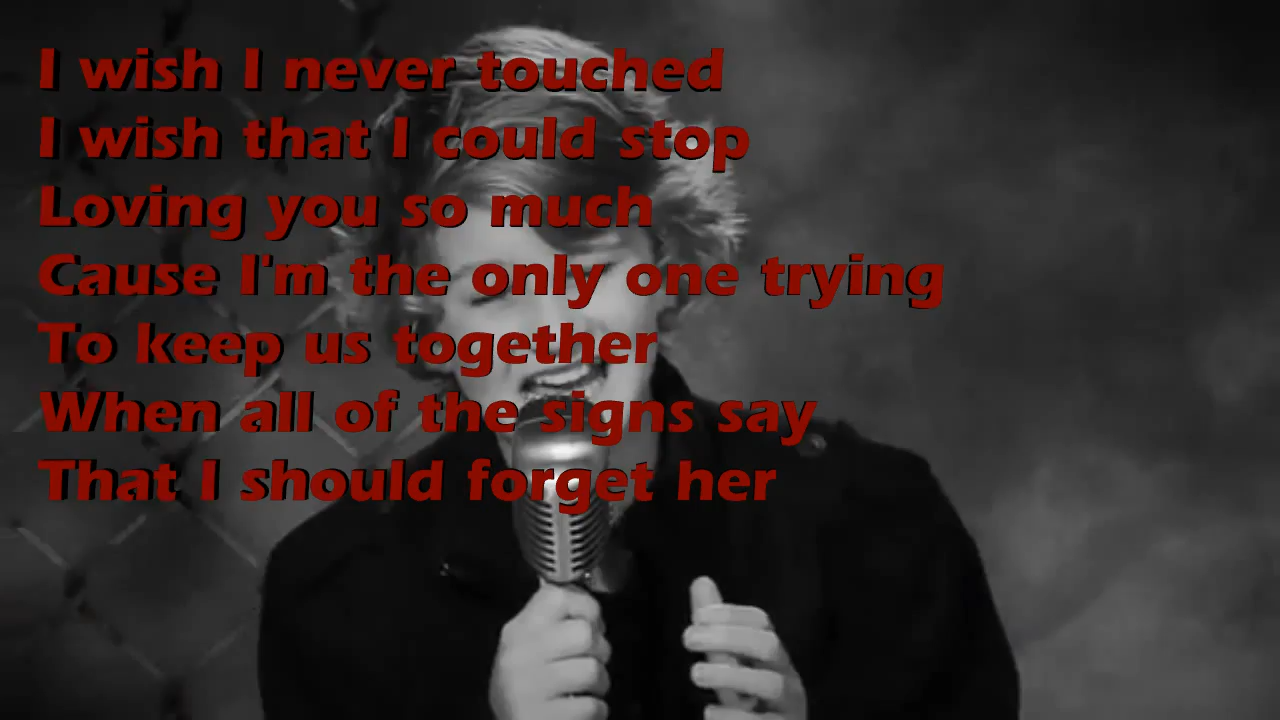 I wish I never touched
I wish that I could stop
Loving you so much
Cause I'm the only one trying
To keep us together
When all of the signs say
That I should forget her